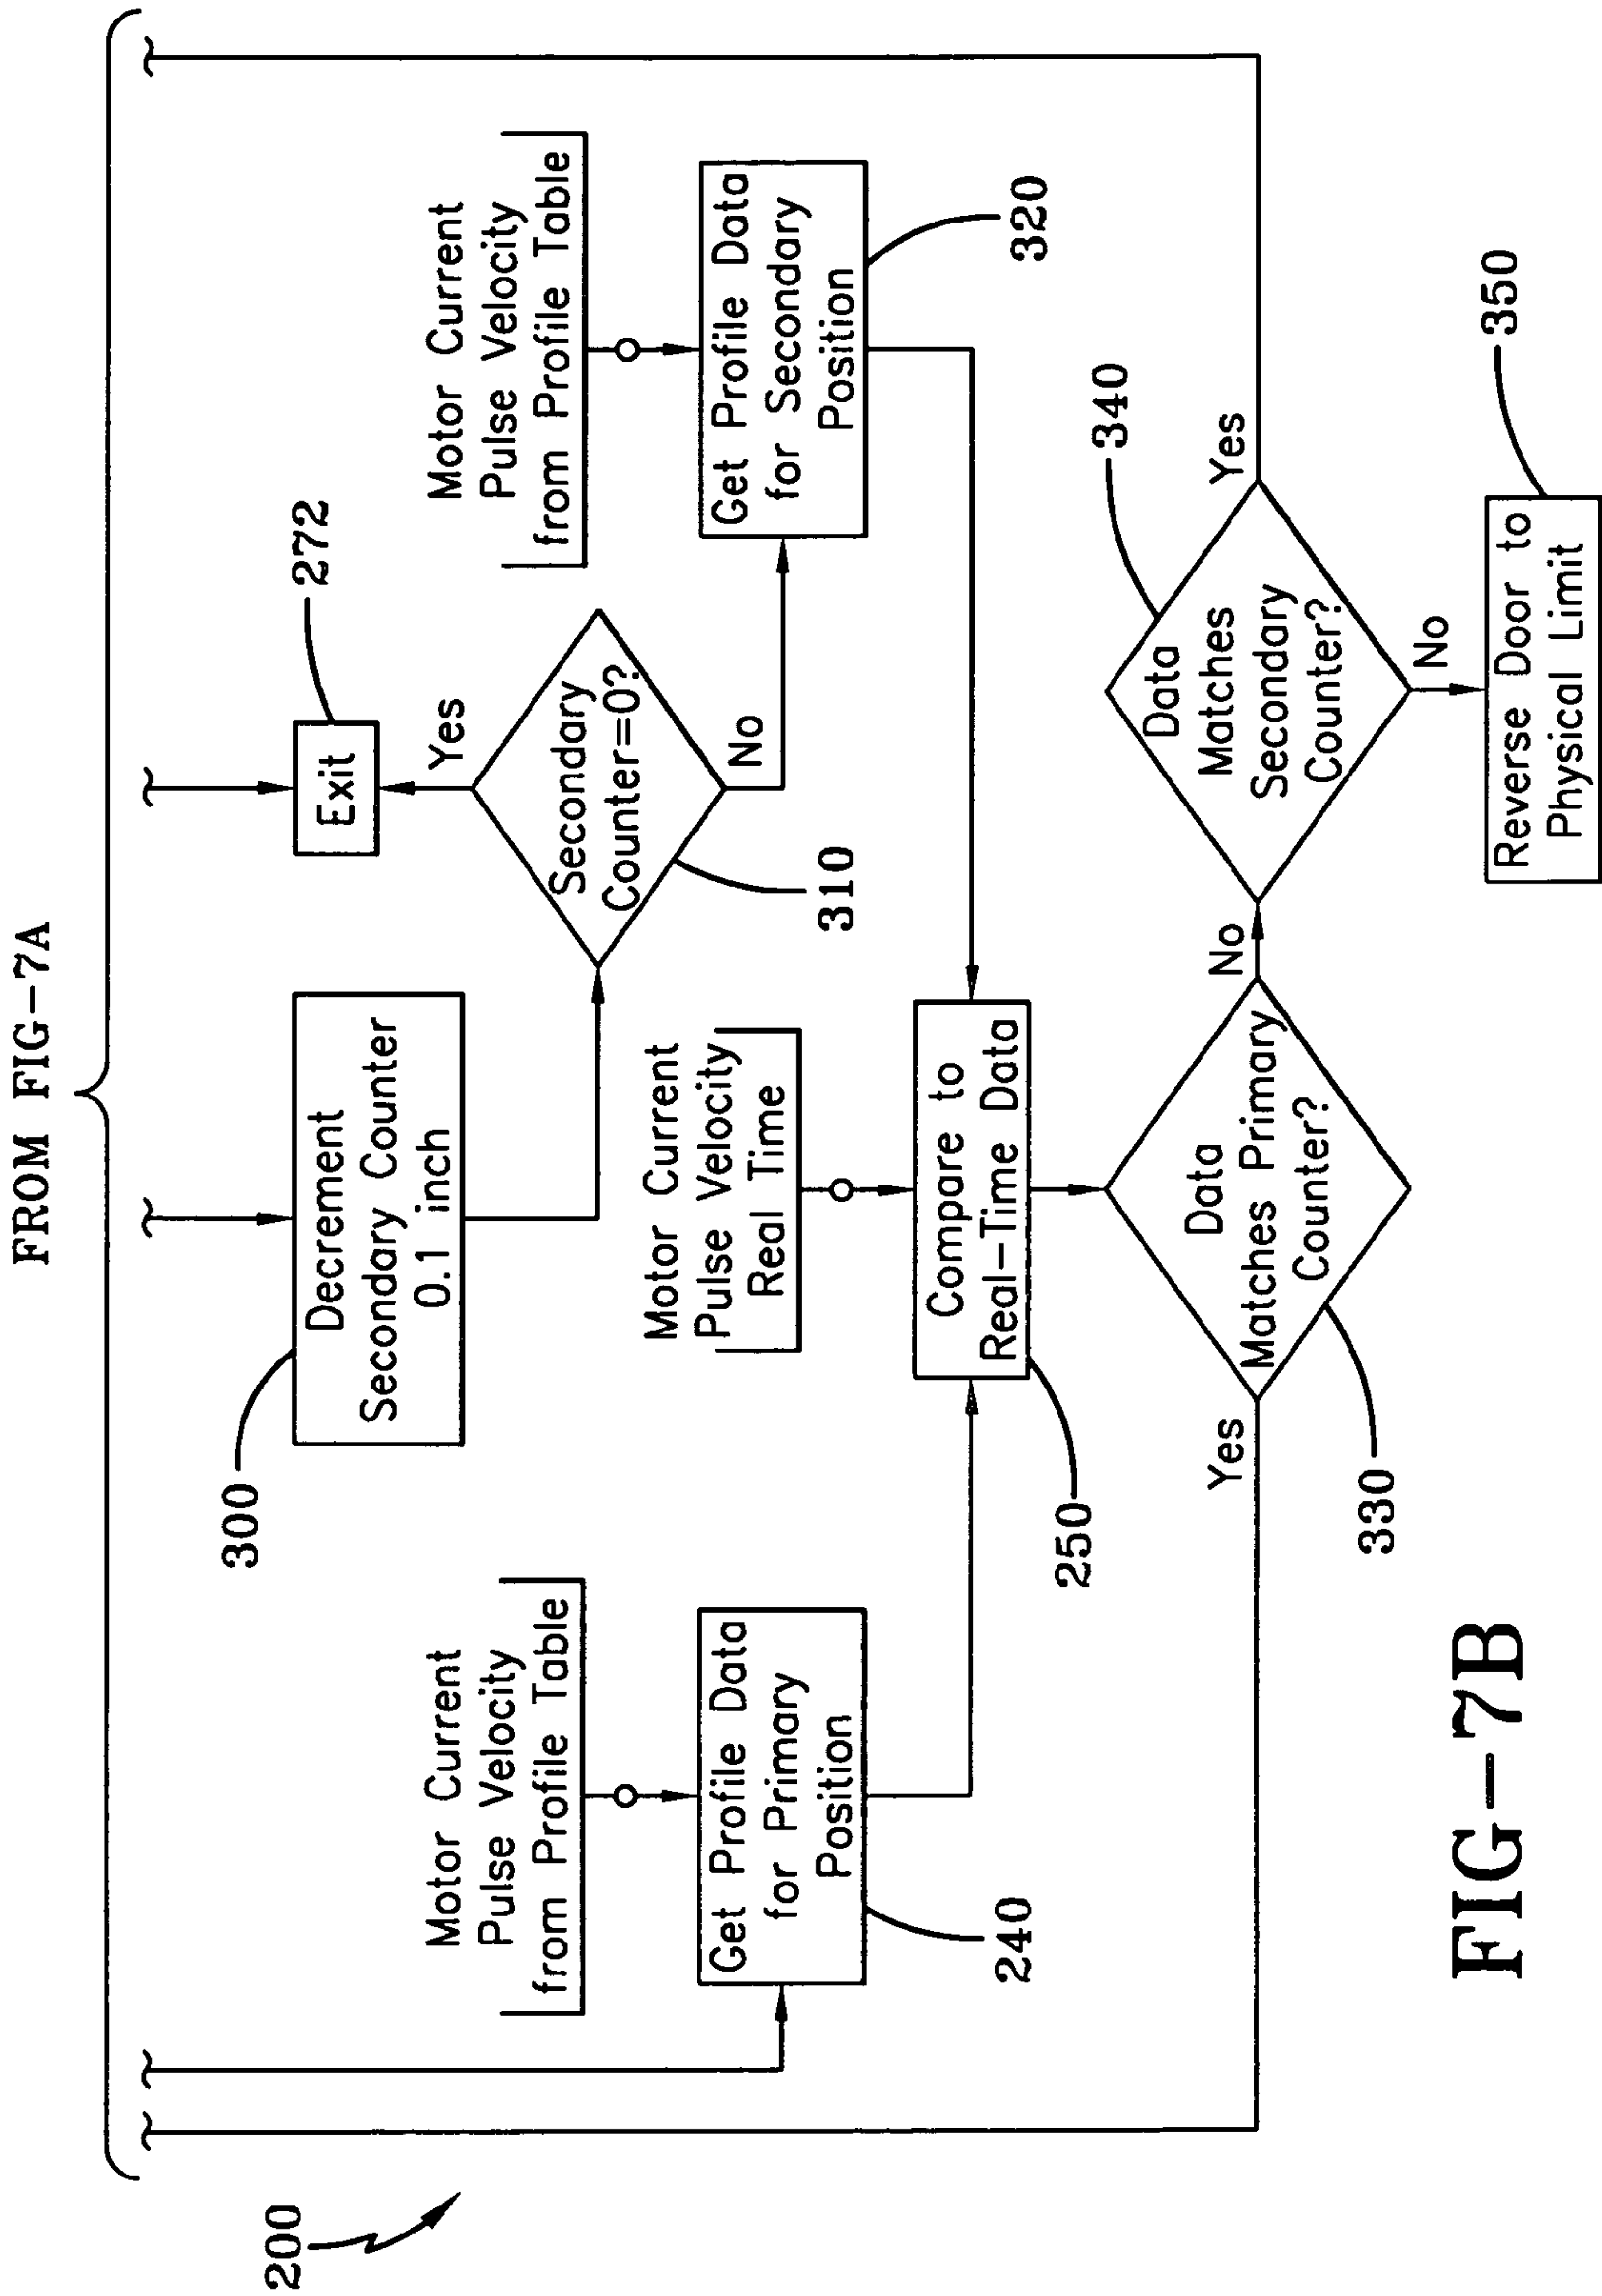 FROM FIG-7A
200
300
Decrement
Secondary Counter
0.1 inch
Exit
272
Yes
Secondary
Counter=0?
310
No
Motor Current
Pulse Velocity
from Profile Table
Motor Current
Pulse Velocity
from Profile Table
Get Profile Data
for Primary
Position
240
Motor Current
Pulse Velocity
Real Time
Get Profile Data
for Secondary
Position
320
Compare to
Real-Time Data
250
Yes
Data
Matches Primary
Counter?
330
No
Data
Matches
Secondary
Counter?
340
Yes
No
Reverse Door to
Physical Limit
350
FIG-7B